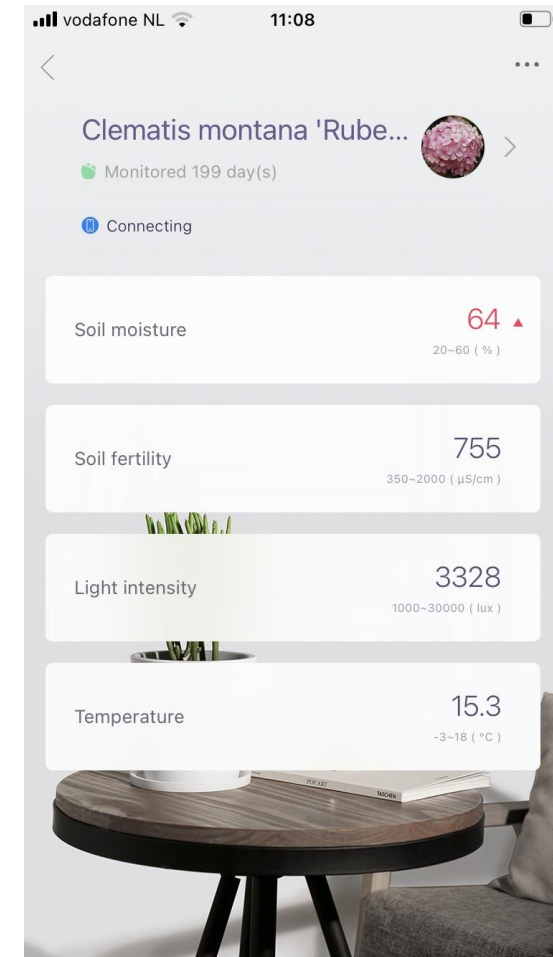 vodafone NL
11:08
Clematis montana 'Rube...
Monitored 199 day(s)
Connecting
Soil moisture
64
20~60 ( % )
Soil fertility
755
350~2000 ( μS/cm )
Light intensity
3328
1000~30000 ( lux )
Temperature
15.3
-3~18 ( °C )
POP ART
TASCHEN